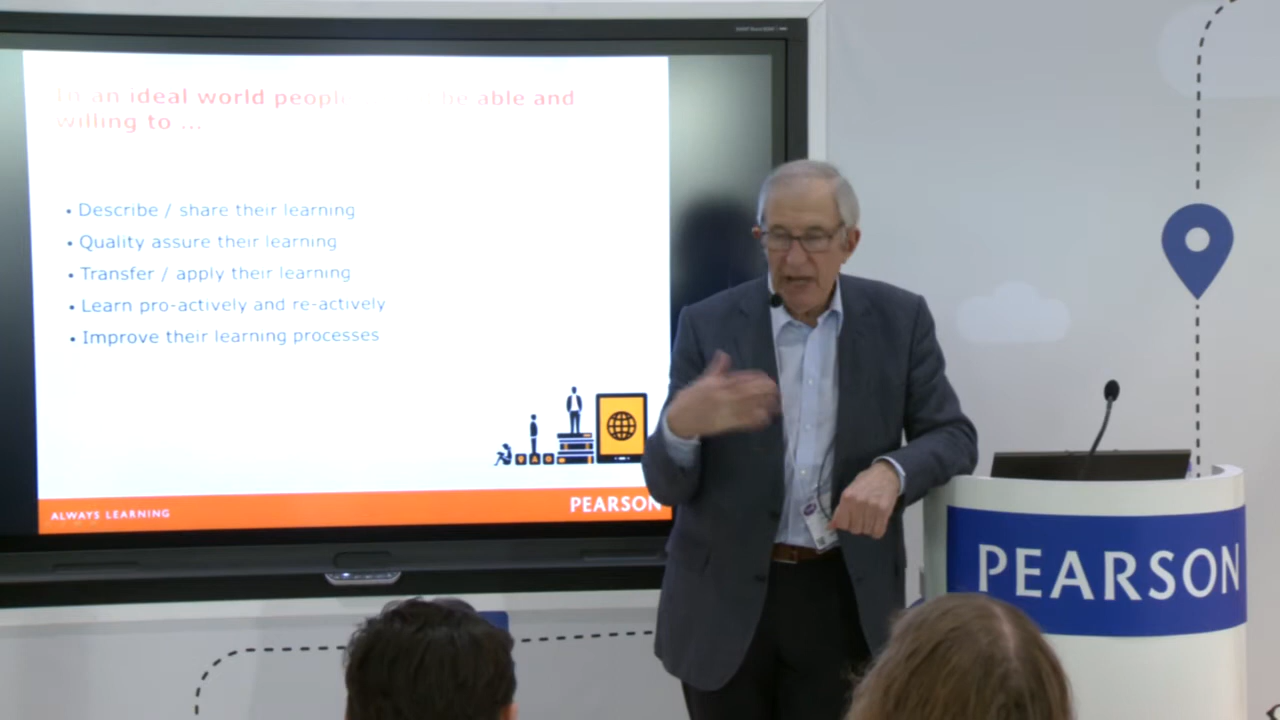 In an ideal world people be able and
willing to ...
• Describe / share their learning
• Quality assure their learning
• Transfer / apply their learning
• Learn pro-actively and re-actively
• Improve their learning processes
ALWAYS LEARNING
PEARSON
PEARSON